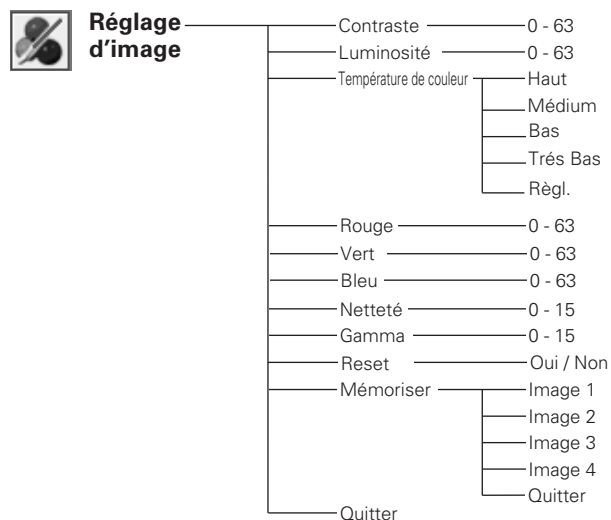 Réglage d'image
Contraste 0 - 63
Luminosité 0 - 63
Température de couleur Haut
Médium
Bas
Trés Bas
Règl.
Rouge 0 - 63
Vert 0 - 63
Bleu 0 - 63
Netteté 0 - 15
Gamma 0 - 15
Reset Oui / Non
Mémoriser Image 1
Image 2
Image 3
Image 4
Quitter
Quitter